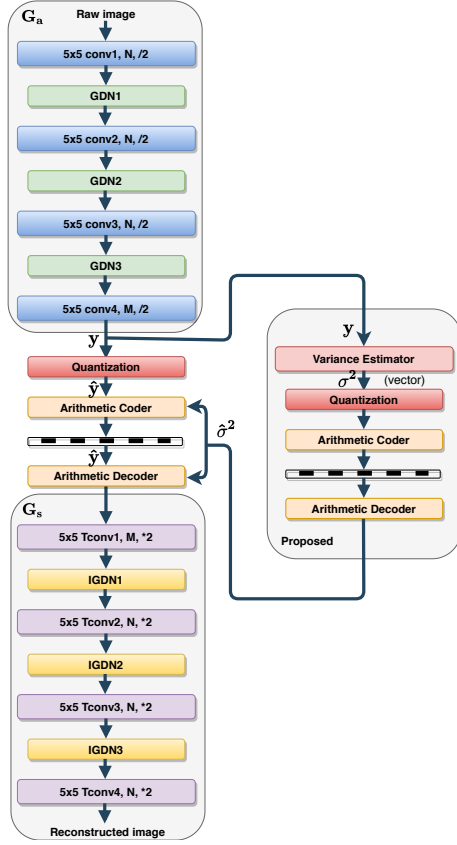 Gₐ
Raw image
5x5 conv1, N, /2
GDN1
5x5 conv2, N, /2
GDN2
5x5 conv3, N, /2
GDN3
5x5 conv4, M, /2
y
Quantization
ŷ
Arithmetic Coder
ŷ
Arithmetic Decoder
σ̂²
y
Variance Estimator
σ² (vector)
Quantization
Arithmetic Coder
Arithmetic Decoder
Proposed
Gₛ
5x5 Tconv1, M, *2
IGDN1
5x5 Tconv2, N, *2
IGDN2
5x5 Tconv3, N, *2
IGDN3
5x5 Tconv4, N, *2
Reconstructed image